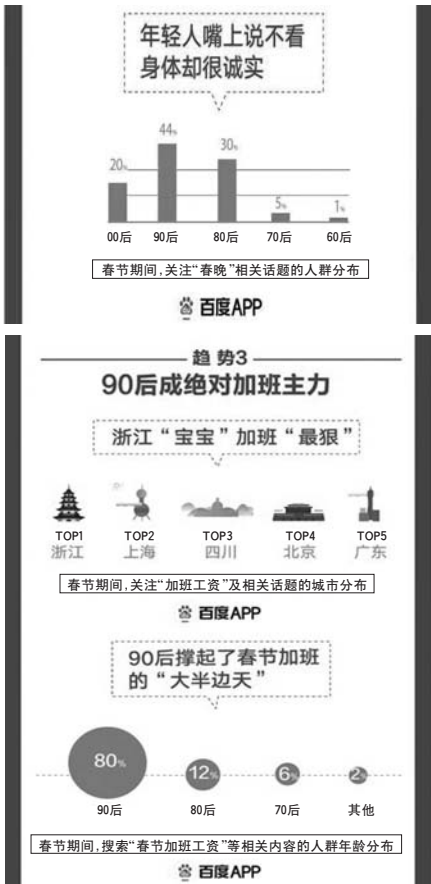 年轻人嘴上说不看
身体却很诚实
20%
44%
30%
5%
1%
00后 90后 80后 70后 60后
春节期间,关注“春晚”相关话题的人群分布
百度APP
趋 势3
90后成绝对加班主力
浙江“宝宝”加班“最狠”
TOP1 TOP2 TOP3 TOP4 TOP5
浙江 上海 四川 北京 广东
春节期间,关注“加班工资”及相关话题的城市分布
百度APP
90后撑起了春节加班
的“大半边天”
80% 12% 6% 2%
90后 80后 70后 其他
春节期间,搜索“春节加班工资”等相关内容的人群年龄分布
百度APP